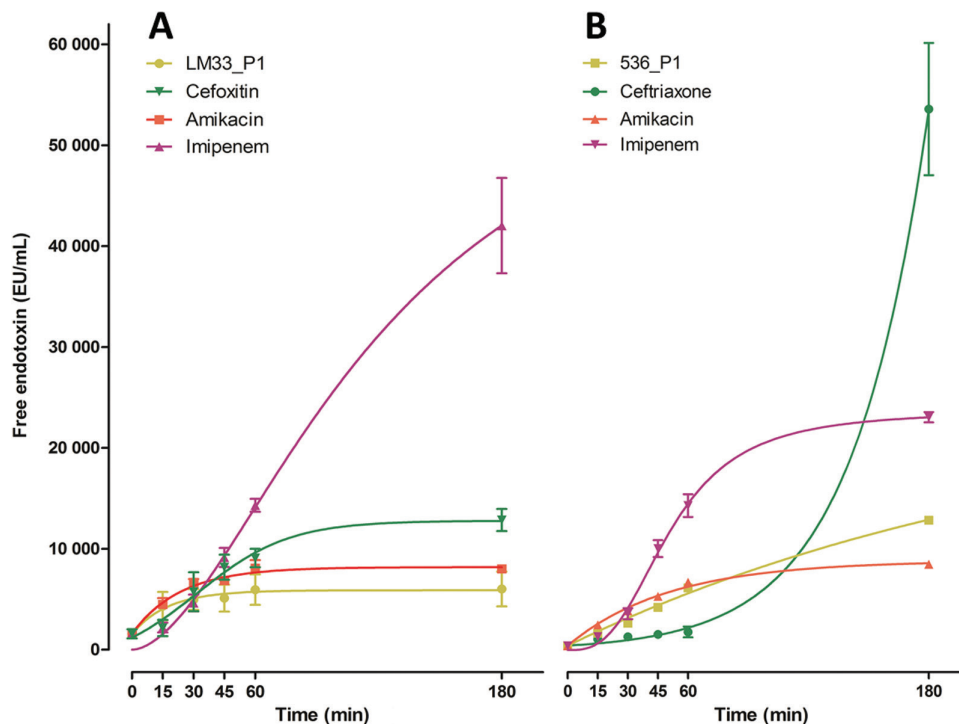 A
LM33_P1
Cefoxitin
Amikacin
Imipenem
B
536_P1
Ceftriaxone
Amikacin
Imipenem
Free endotoxin (EU/mL)
60 000
50 000
40 000
30 000
20 000
10 000
0
0 15 30 45 60 180
Time (min)
0 15 30 45 60 180
Time (min)